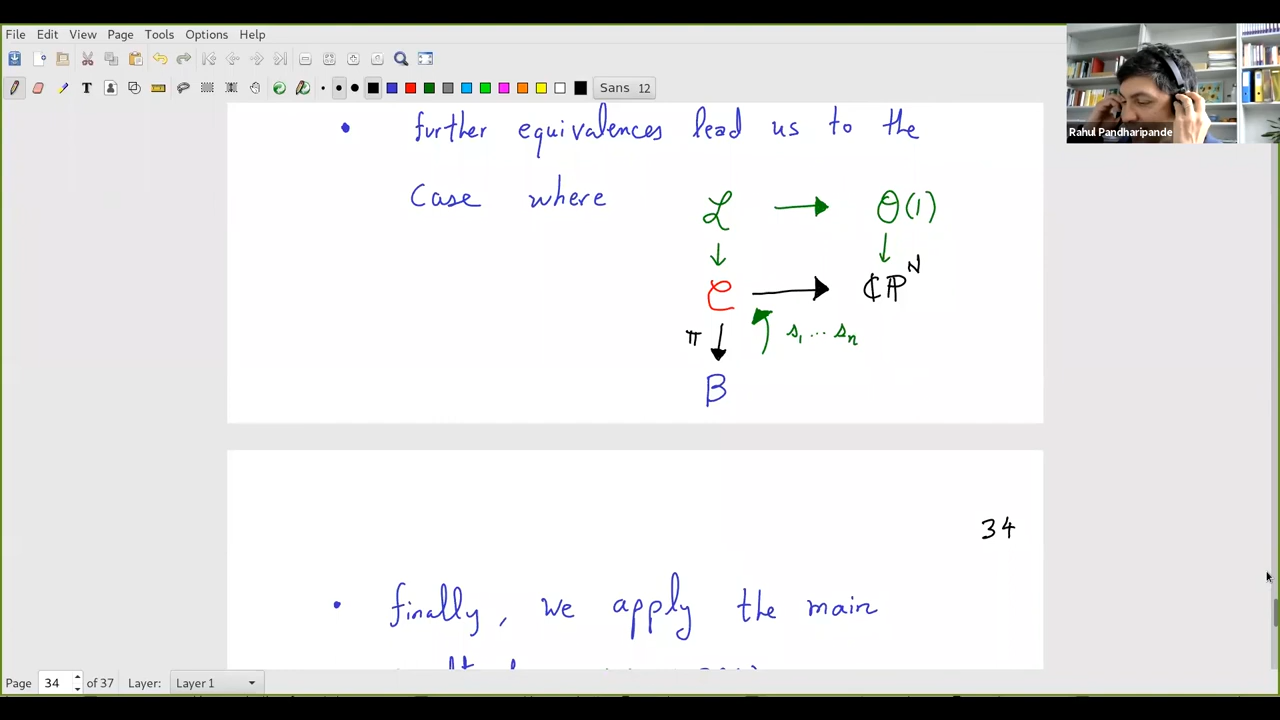 File Edit View Page Tools Options Help
Sans 12
Rahul Pandharipande
• further equivalences lead us to the
case where
ℒ → 𝒪(1)
↓ ↓
𝒞 → ℂℙ^N
π ↓ s₁ ... sₙ
B
34
• finally, we apply the main
Page 34 of 37 Layer: Layer 1